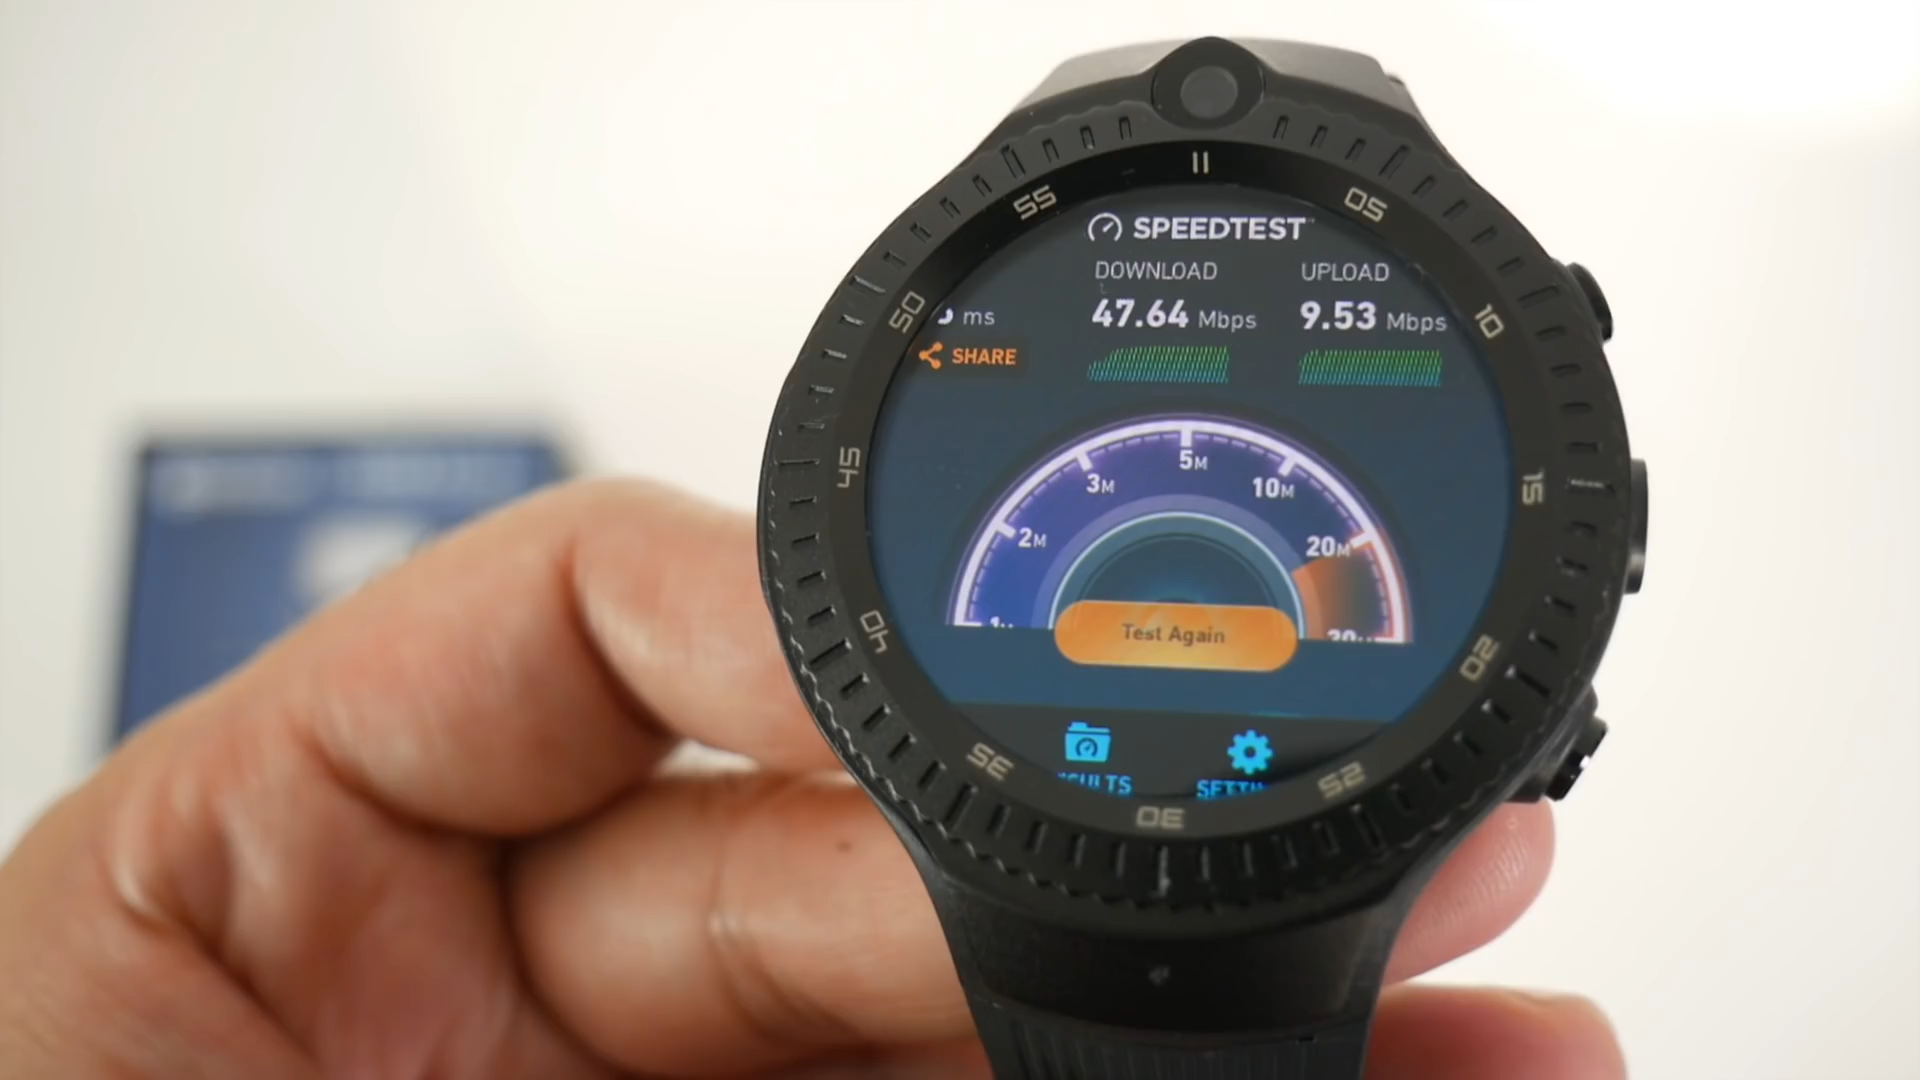 SPEEDTEST
DOWNLOAD UPLOAD
ms 47.64 Mbps 9.53 Mbps
SHARE
5M
3M 10M
2M 20M
Test Again
05
10
15
20
25
30
35
40
45
50
55